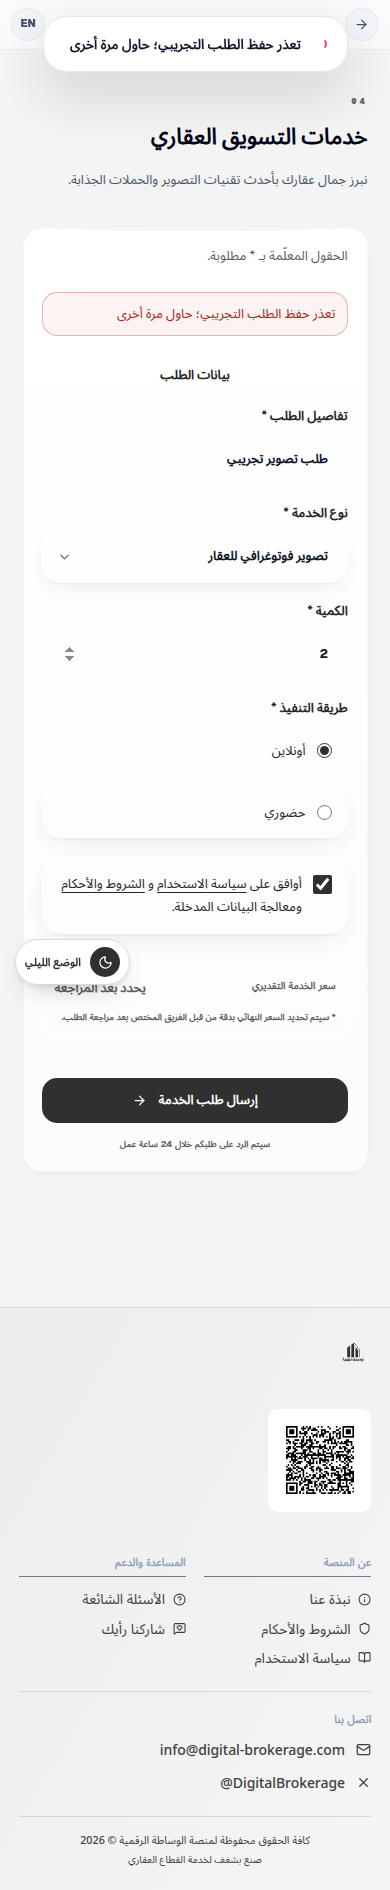 EN
تعذر حفظ الطلب التجريبي؛ حاول مرة أخرى
04
خدمات التسويق العقاري
نبرز جمال عقارك بأحدث تقنيات التصوير والحملات الجذابة.
الحقول المعلّمة بـ * مطلوبة.
تعذر حفظ الطلب التجريبي؛ حاول مرة أخرى
بيانات الطلب
تفاصيل الطلب *
طلب تصوير تجريبي
نوع الخدمة *
تصوير فوتوغرافي للعقار
الكمية *
2
طريقة التنفيذ *
أونلاين
حضوري
أوافق على سياسة الاستخدام و الشروط والأحكام
ومعالجة البيانات المدخلة.
الوضع الليلي
سعر الخدمة التقديري
يحدد بعد المراجعة
* سيتم تحديد السعر النهائي بدقة من قبل الفريق المختص بعد مراجعة الطلب.
إرسال طلب الخدمة
سيتم الرد على طلبكم خلال 24 ساعة عمل
عن المنصة
نبذة عنا
الشروط والأحكام
سياسة الاستخدام
المساعدة والدعم
الأسئلة الشائعة
شاركنا رأيك
اتصل بنا
info@digital-brokerage.com
@DigitalBrokerage
كافة الحقوق محفوظة لمنصة الوساطة الرقمية © 2026
صنع بشغف لخدمة القطاع العقاري